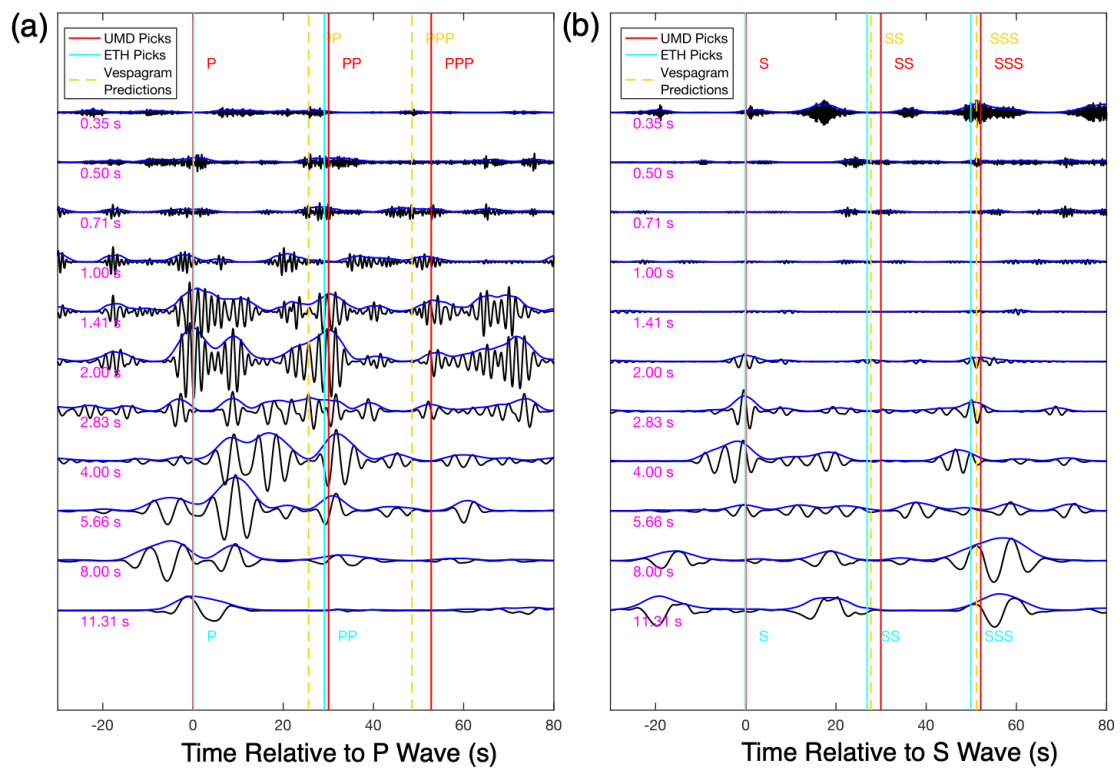 (a)
UMD Picks
ETH Picks
Vespagram
Predictions
PP
PPP
P
PP
PPP
0.35 s
0.50 s
0.71 s
1.00 s
1.41 s
2.00 s
2.83 s
4.00 s
5.66 s
8.00 s
11.31 s
P
PP
-20
0
20
40
60
80
Time Relative to P Wave (s)
(b)
UMD Picks
ETH Picks
Vespagram
Predictions
SS
SSS
S
SS
SSS
0.35 s
0.50 s
0.71 s
1.00 s
1.41 s
2.00 s
2.83 s
4.00 s
5.66 s
8.00 s
11.31 s
S
SS
SSS
-20
0
20
40
60
80
Time Relative to S Wave (s)